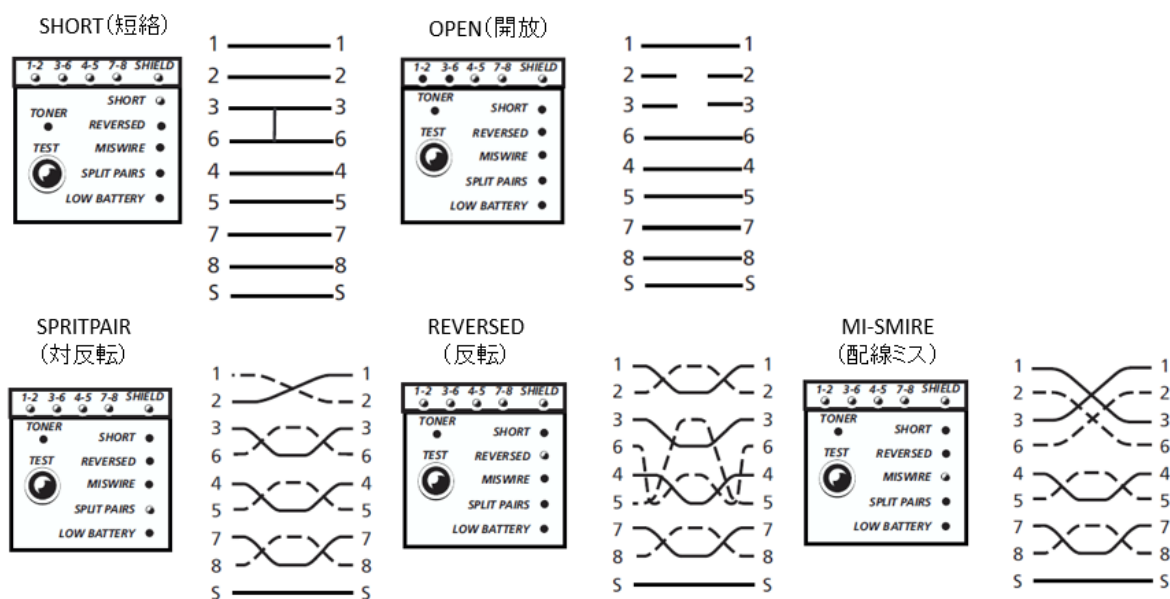 SHORT(短絡)
1-2 3-6 4-5 7-8 SHIELD
SHORT
TONER
REVERSED
TEST
MISWIRE
SPLIT PAIRS
LOW BATTERY
1 1
2 2
3 3
6 6
4 4
5 5
7 7
8 8
S S
OPEN(開放)
1-2 3-6 4-5 7-8 SHIELD
TONER
SHORT
REVERSED
TEST
MISWIRE
SPLIT PAIRS
LOW BATTERY
1 1
2 2
3 3
6 6
4 4
5 5
7 7
8 8
S S
SPRITPAIR
(対反転)
1-2 3-6 4-5 7-8 SHIELD
TONER
SHORT
TEST
REVERSED
MISWIRE
SPLIT PAIRS
LOW BATTERY
1 1
2 2
3 3
6 6
4 4
5 5
7 7
8 8
S S
REVERSED
(反転)
1-2 3-6 4-5 7-8 SHIELD
TONER
SHORT
TEST
REVERSED
MISWIRE
SPLIT PAIRS
LOW BATTERY
1 1
2 2
3 3
6 6
4 4
5 5
7 7
8 8
S S
MI-SMIRE
(配線ミス)
1-2 3-6 4-5 7-8 SHIELD
TONER
SHORT
TEST
REVERSED
MISWIRE
SPLIT PAIRS
LOW BATTERY
1 1
2 2
3 3
6 6
4 4
5 5
7 7
8 8
S S